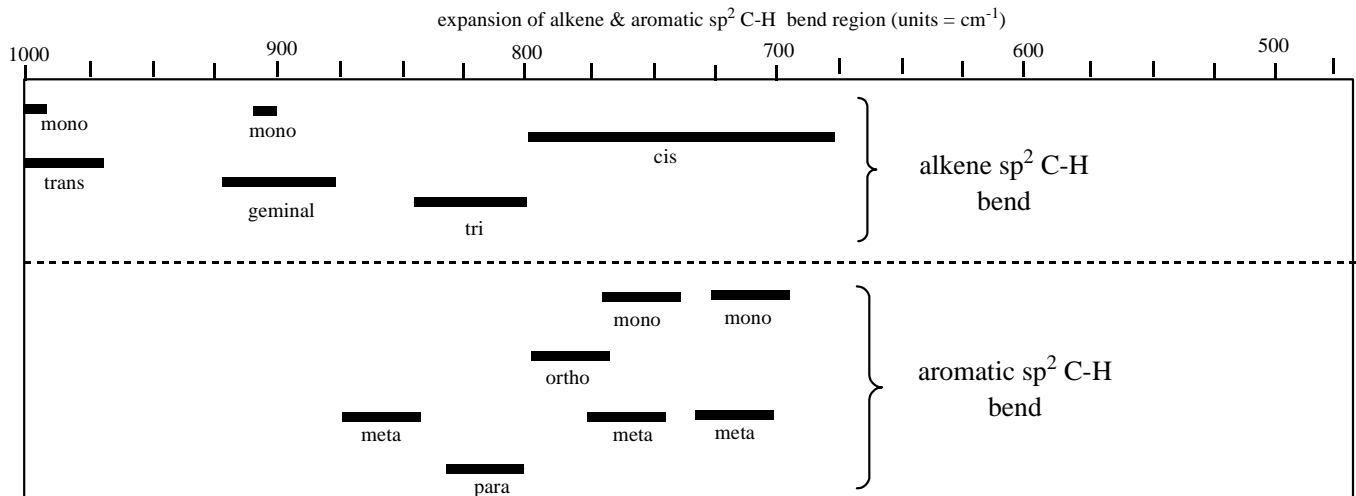 expansion of alkene & aromatic sp² C-H bend region (units = cm⁻¹)
1000 900 800 700 600 500
mono mono
cis
trans
geminal
tri
alkene sp² C-H
bend
mono mono
ortho
meta meta meta
para
aromatic sp² C-H
bend